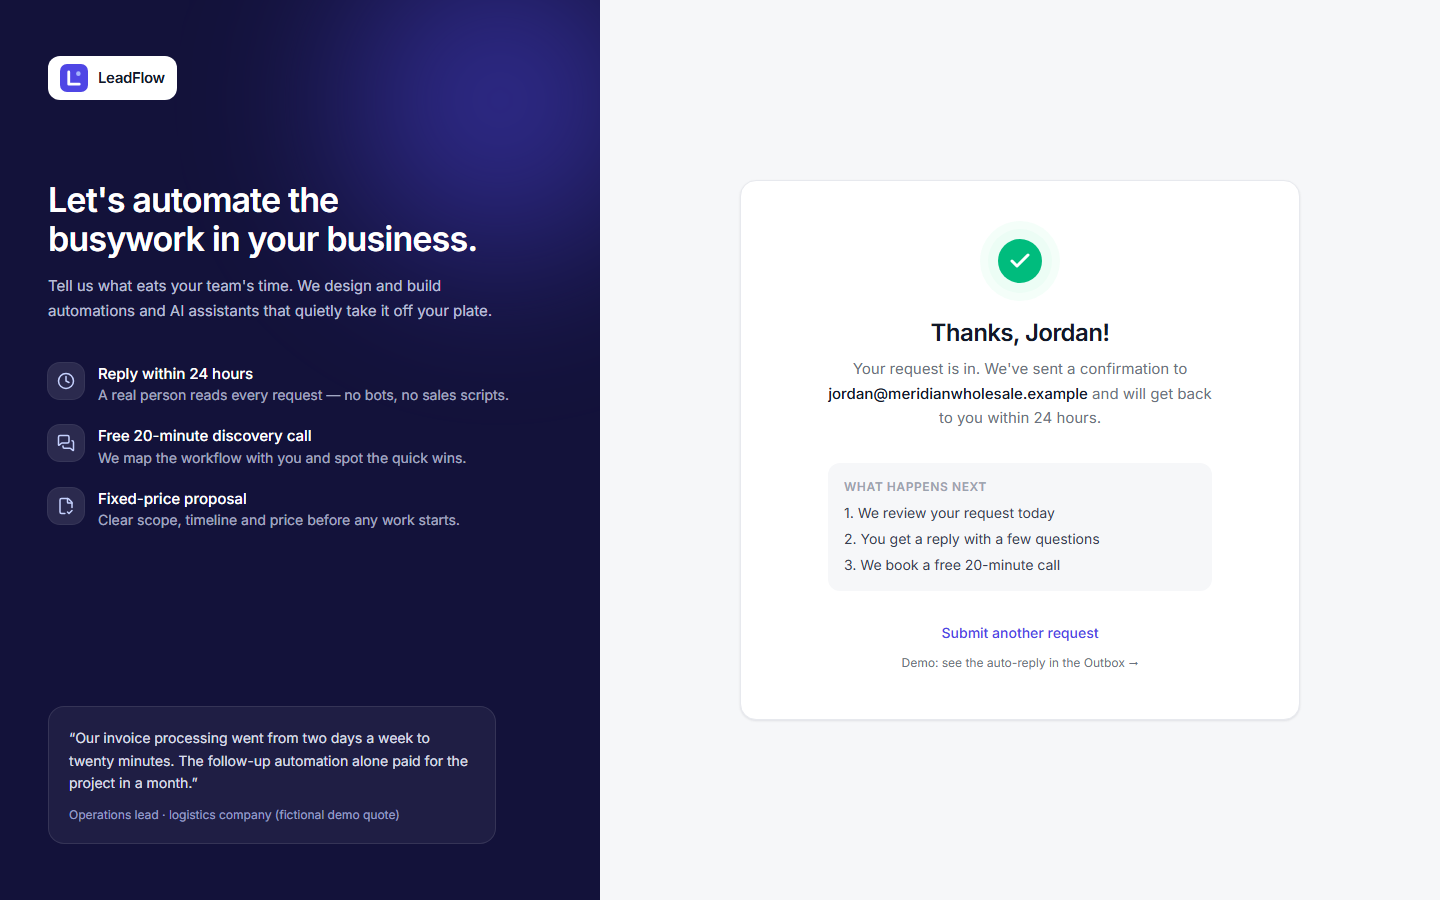 LeadFlow
Let's automate the
busywork in your business.
Tell us what eats your team's time. We design and build
automations and AI assistants that quietly take it off your plate.
Reply within 24 hours
A real person reads every request — no bots, no sales scripts.
Free 20-minute discovery call
We map the workflow with you and spot the quick wins.
Fixed-price proposal
Clear scope, timeline and price before any work starts.
“Our invoice processing went from two days a week to
twenty minutes. The follow-up automation alone paid for the
project in a month.”
Operations lead · logistics company (fictional demo quote)
Thanks, Jordan!
Your request is in. We've sent a confirmation to
jordan@meridianwholesale.example and will get back
to you within 24 hours.
WHAT HAPPENS NEXT
1. We review your request today
2. You get a reply with a few questions
3. We book a free 20-minute call
Submit another request
Demo: see the auto-reply in the Outbox →